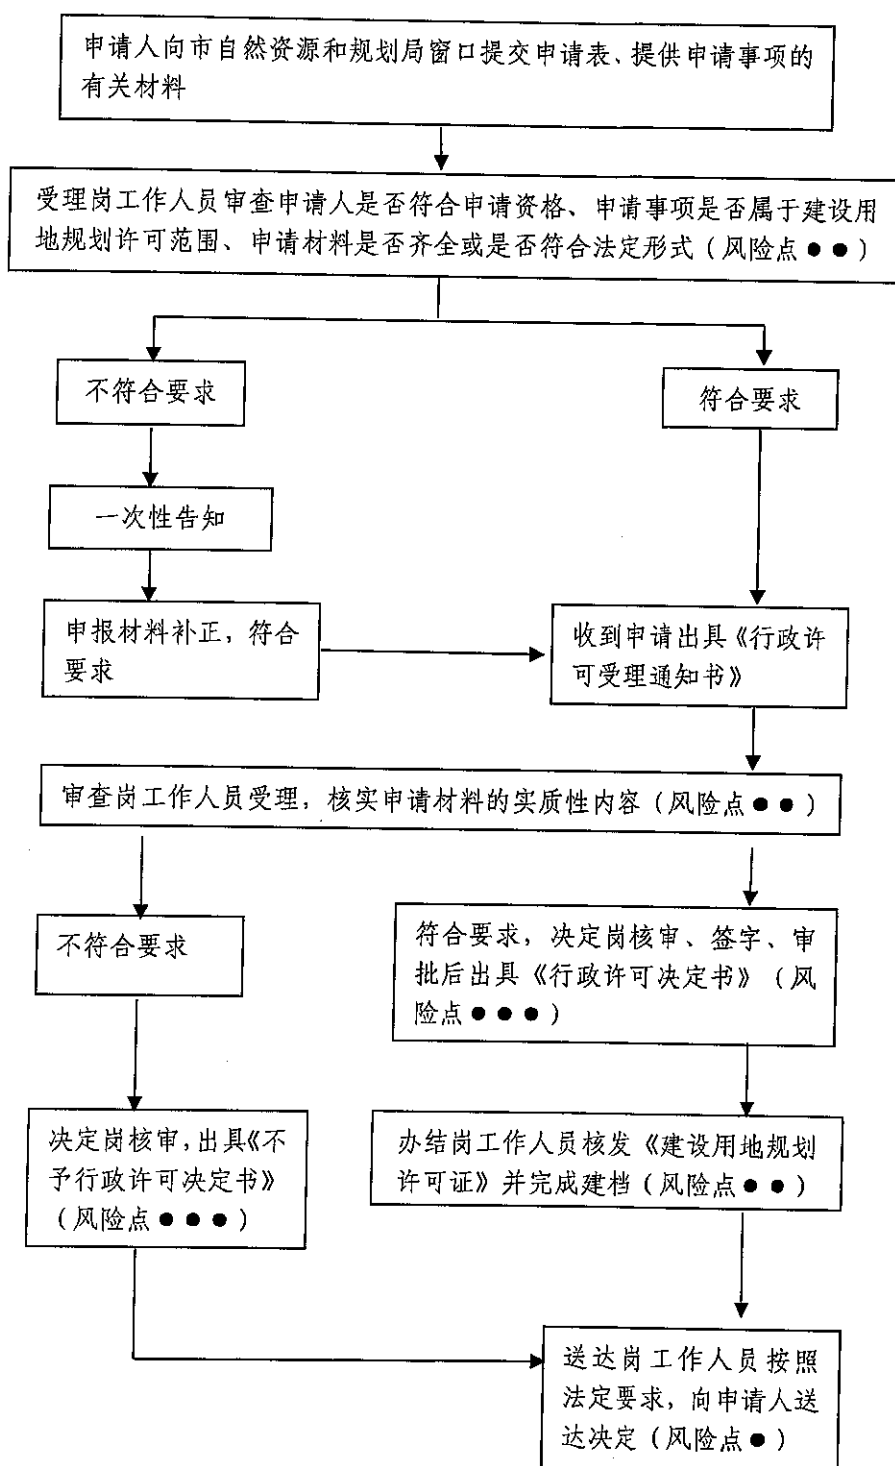 申请人向市自然资源和规划局窗口提交申请表、提供申请事项的
有关材料
受理岗工作人员审查申请人是否符合申请资格、申请事项是否属于建设用
地规划许可范围、申请材料是否齐全或是否符合法定形式（风险点●●）
不符合要求
符合要求
一次性告知
申报材料补正，符合
要求
收到申请出具《行政许
可受理通知书》
审查岗工作人员受理，核实申请材料的实质性内容（风险点●●）
不符合要求
符合要求，决定岗核审、签字、审
批后出具《行政许可决定书》（风
险点●●●）
决定岗核审，出具《不
予行政许可决定书》
（风险点●●●）
办结岗工作人员核发《建设用地规划
许可证》并完成建档（风险点●●）
送达岗工作人员按照
法定要求，向申请人送
达决定（风险点●）